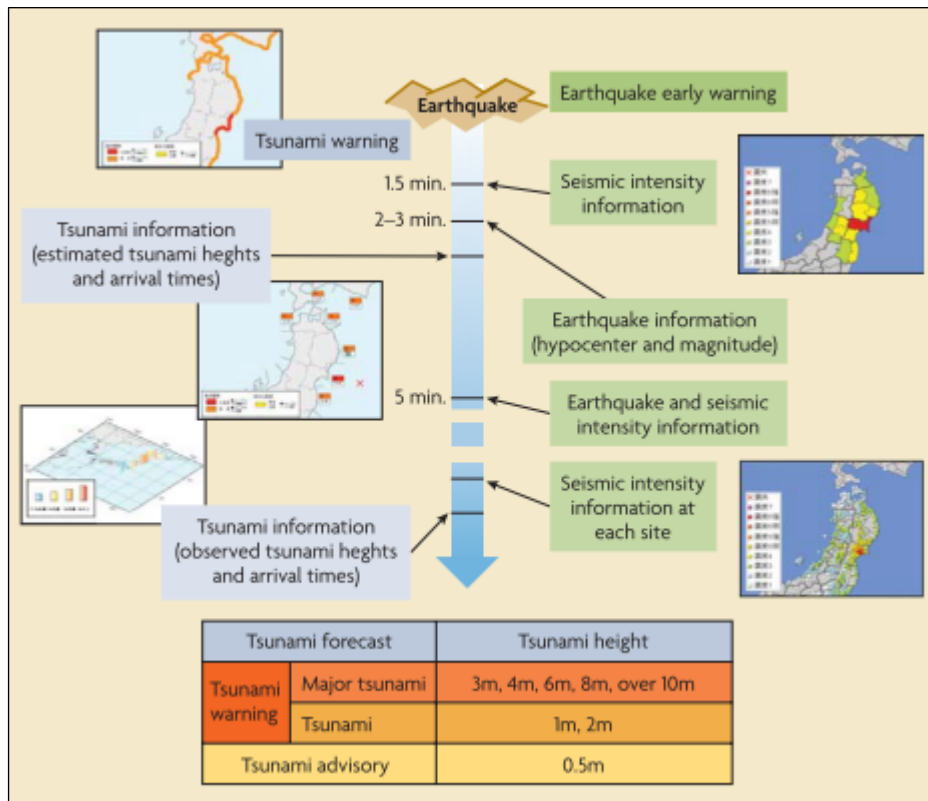 Earthquake
Earthquake early warning
Tsunami warning
1.5 min.
Seismic intensity
information
2–3 min.
Tsunami information
(estimated tsunami heghts
and arrival times)
Earthquake information
(hypocenter and magnitude)
5 min.
Earthquake and seismic
intensity information
Seismic intensity
information at
each site
Tsunami information
(observed tsunami heghts
and arrival times)
Tsunami forecast
Tsunami height
Tsunami
warning
Major tsunami
3m, 4m, 6m, 8m, over 10m
Tsunami
1m, 2m
Tsunami advisory
0.5m